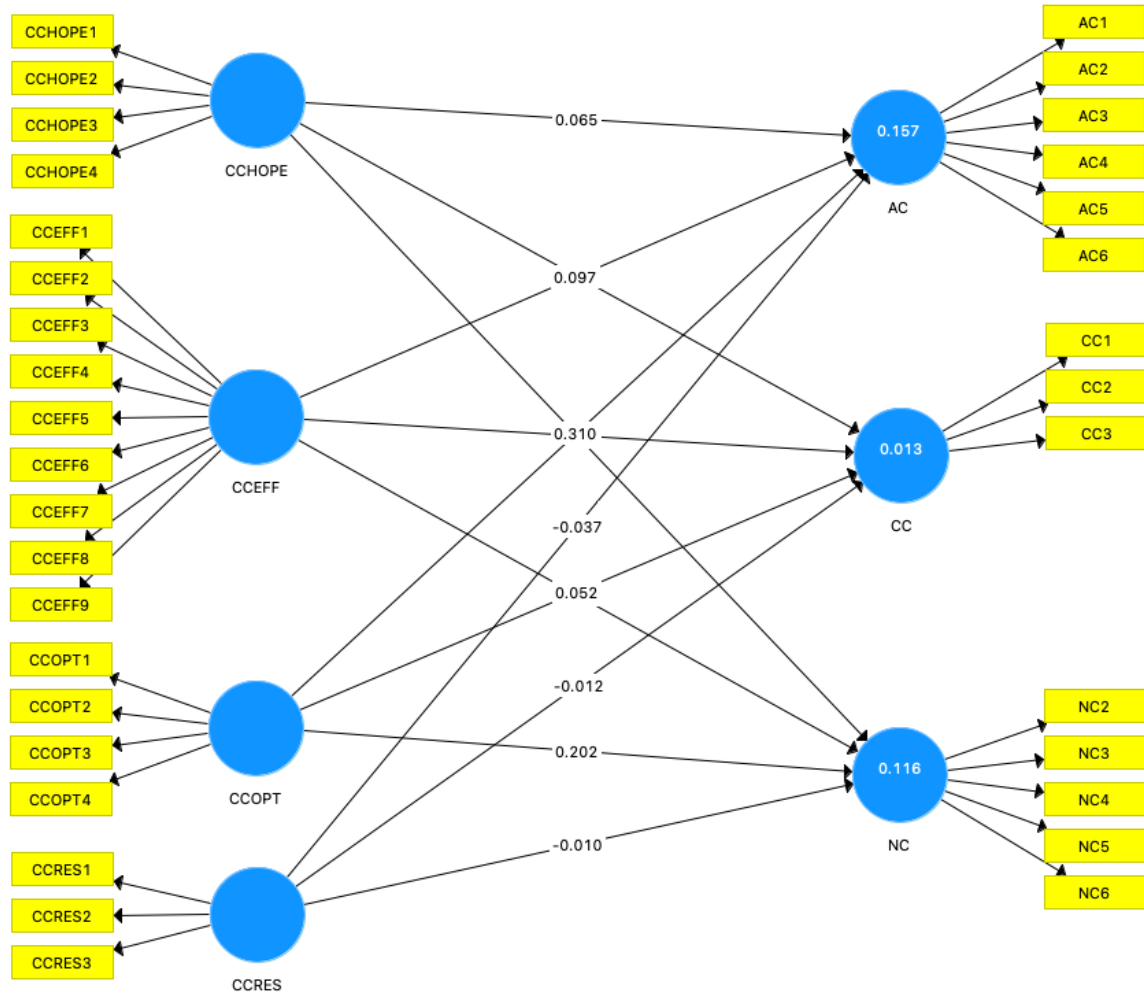 CCHOPE1
CCHOPE2
CCHOPE3
CCHOPE4
CCHOPE
CCEFF1
CCEFF2
CCEFF3
CCEFF4
CCEFF5
CCEFF6
CCEFF7
CCEFF8
CCEFF9
CCEFF
CCOPT1
CCOPT2
CCOPT3
CCOPT4
CCOPT
CCRES1
CCRES2
CCRES3
CCRES
0.065
0.097
0.310
-0.037
0.052
-0.012
0.202
-0.010
0.157
AC
AC1
AC2
AC3
AC4
AC5
AC6
0.013
CC
CC1
CC2
CC3
0.116
NC
NC2
NC3
NC4
NC5
NC6